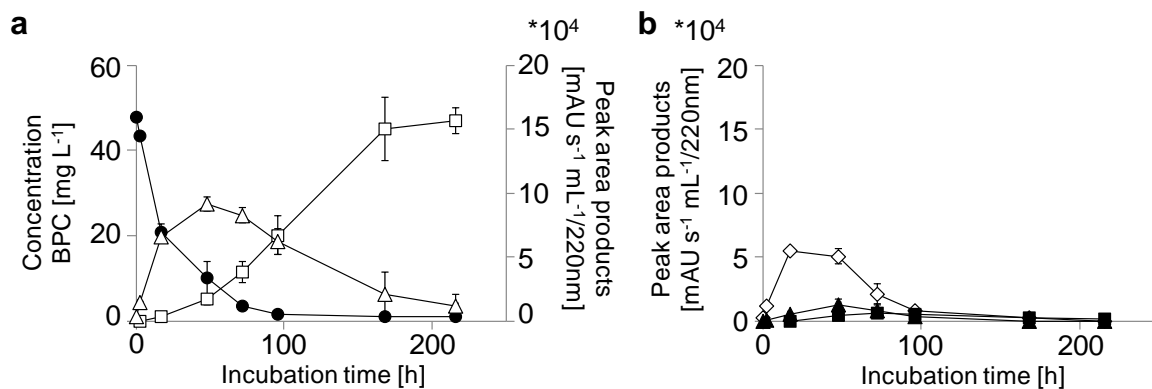 a
*10⁴
60
40
20
0
Concentration
BPC [mg L⁻¹]
20
15
10
5
0
Peak area products
[mAU s⁻¹ mL⁻¹/220nm]
0
100
200
Incubation time [h]
b
*10⁴
20
15
10
5
0
Peak area products
[mAU s⁻¹ mL⁻¹/220nm]
0
100
200
Incubation time [h]